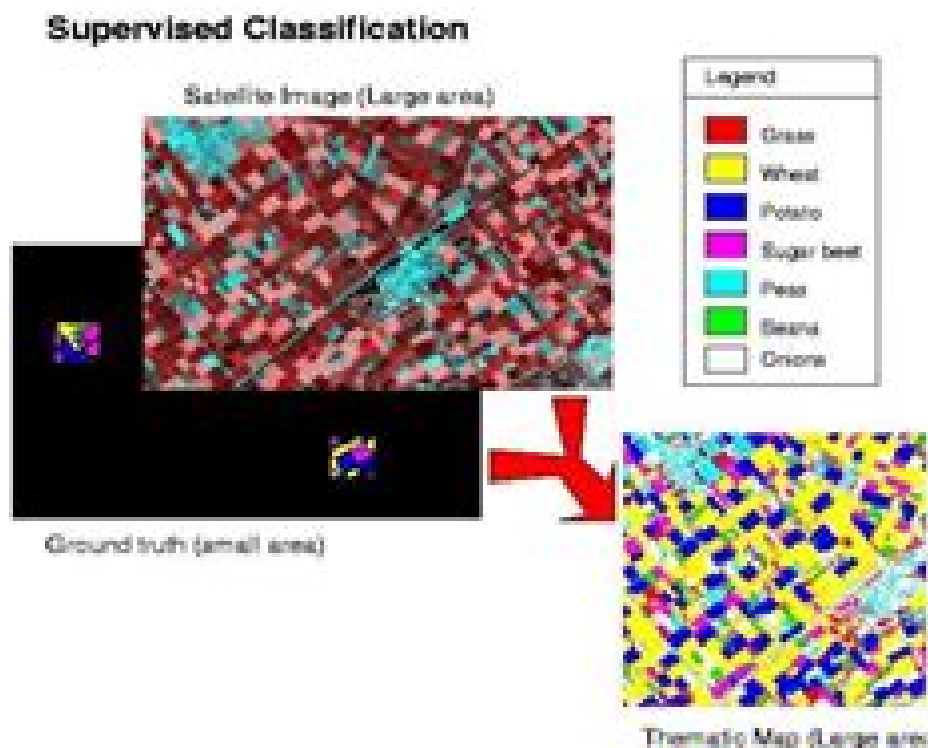 Supervised Classification
Satellite Image (Large area)
Legend
Grass
Wheat
Potato
Sugar beet
Peas
Beans
Onions
Ground truth (small area)
Thematic Map (Large area